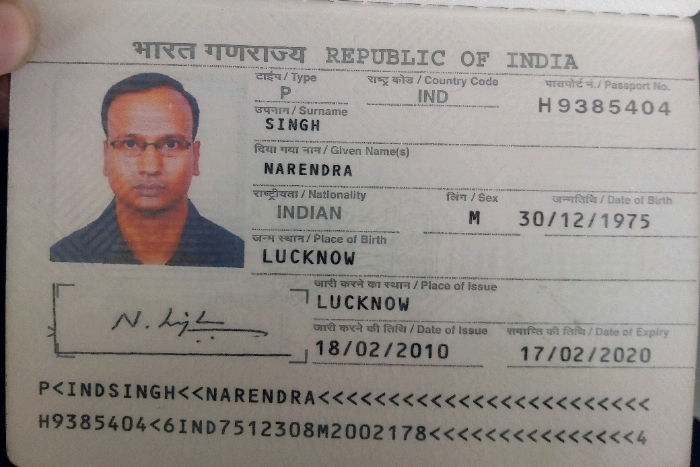 भारत गणराज्य REPUBLIC OF INDIA
टाईप / Type राष्ट्र कोड / Country Code पासपोर्ट नं. / Passport No.
P IND H9385404
उपनाम / Surname
SINGH
दिया गया नाम / Given Name(s)
NARENDRA
राष्ट्रीयता / Nationality लिंग / Sex जन्मतिथि / Date of Birth
INDIAN M 30/12/1975
जन्म स्थान / Place of Birth
LUCKNOW
जारी करने का स्थान / Place of Issue
LUCKNOW
जारी करने की तिथि / Date of Issue समाप्ति की तिथि / Date of Expiry
18/02/2010 17/02/2020
P<INDSINGH<<NARENDRA<<<<<<<<<<<<<<<<<<<<<<<<
H9385404<6IND7512308M2002178<<<<<<<<<<<<<<4